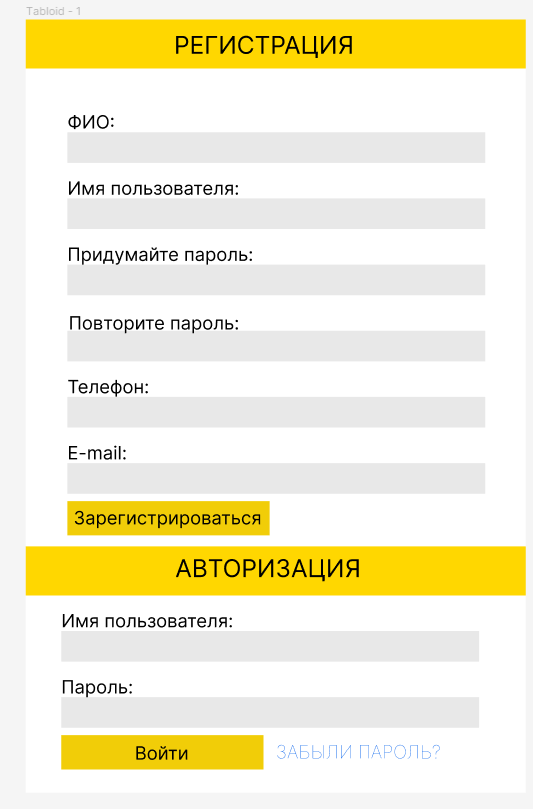 Tabloid - 1
РЕГИСТРАЦИЯ
ФИО:
Имя пользователя:
Придумайте пароль:
Повторите пароль:
Телефон:
E-mail:
Зарегистрироваться
АВТОРИЗАЦИЯ
Имя пользователя:
Пароль:
Войти ЗАБЫЛИ ПАРОЛЬ?